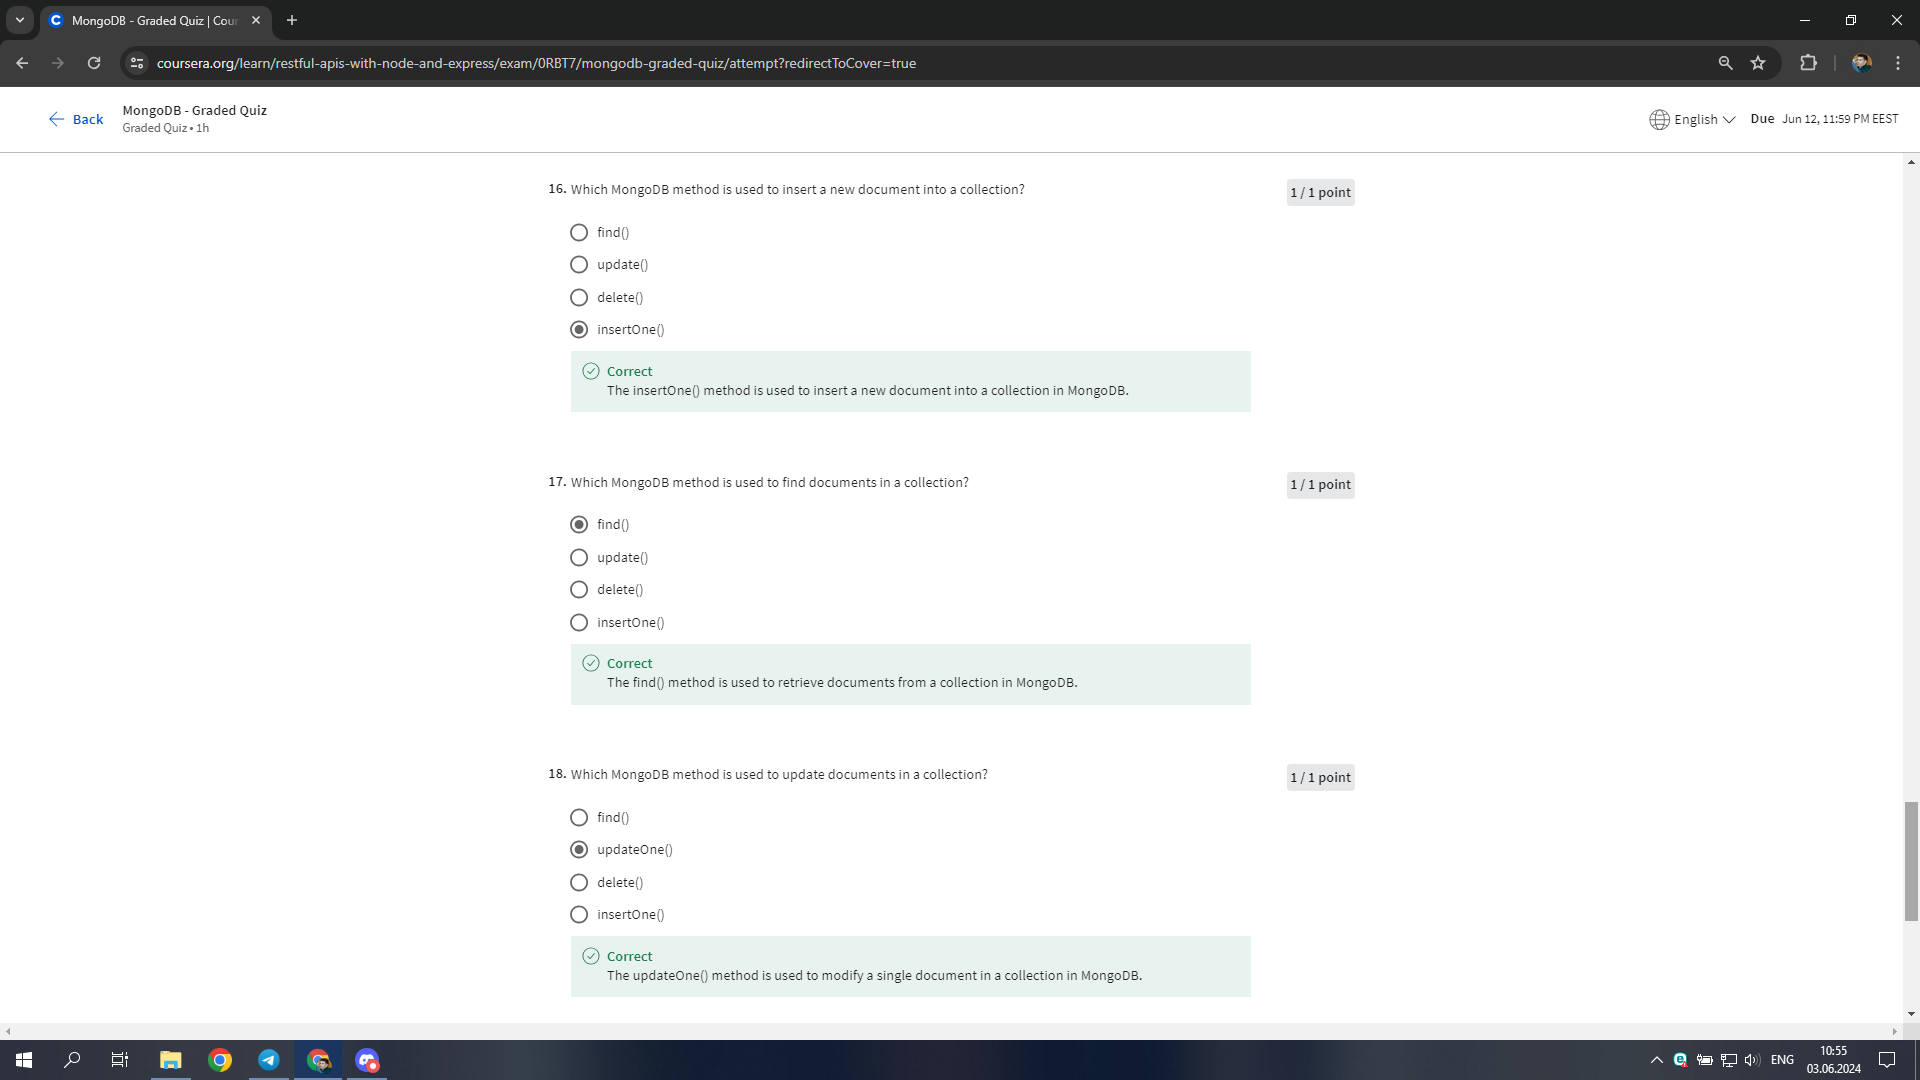 MongoDB - Graded Quiz | Cour
coursera.org/learn/restful-apis-with-node-and-express/exam/0RBT7/mongodb-graded-quiz/attempt?redirectToCover=true
Back
MongoDB - Graded Quiz
Graded Quiz • 1h
English
Due Jun 12, 11:59 PM EEST
16. Which MongoDB method is used to insert a new document into a collection?
1 / 1 point
find()
update()
delete()
insertOne()
Correct
The insertOne() method is used to insert a new document into a collection in MongoDB.
17. Which MongoDB method is used to find documents in a collection?
1 / 1 point
find()
update()
delete()
insertOne()
Correct
The find() method is used to retrieve documents from a collection in MongoDB.
18. Which MongoDB method is used to update documents in a collection?
1 / 1 point
find()
updateOne()
delete()
insertOne()
Correct
The updateOne() method is used to modify a single document in a collection in MongoDB.
ENG
10:55
03.06.2024